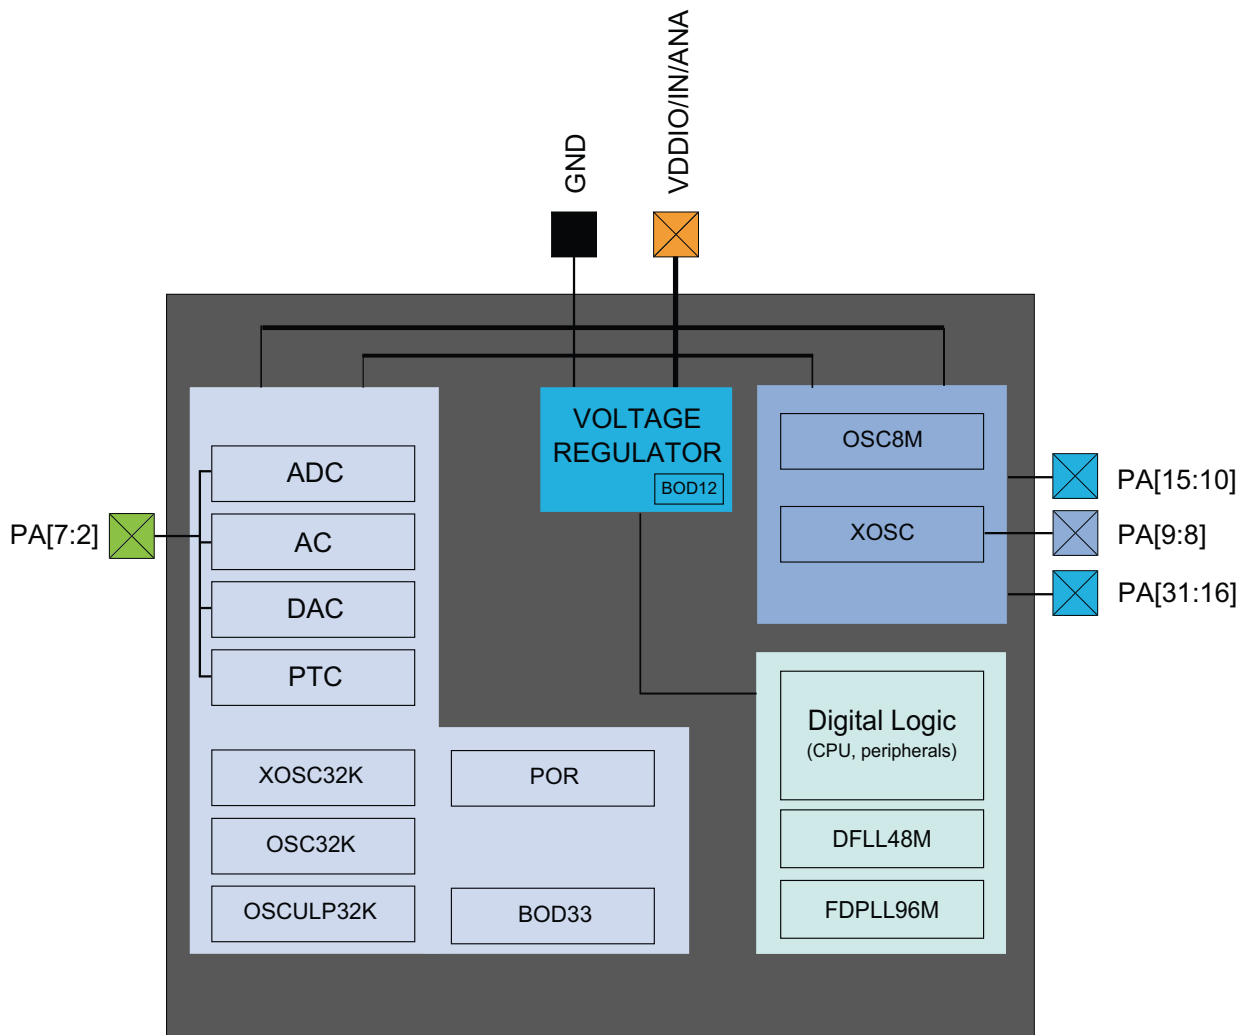 GND
VDDIO/IN/ANA
VOLTAGE
REGULATOR
BOD12
ADC
AC
DAC
PTC
PA[7:2]
XOSC32K
OSC32K
OSCULP32K
POR
BOD33
OSC8M
XOSC
PA[15:10]
PA[9:8]
PA[31:16]
Digital Logic
(CPU, peripherals)
DFLL48M
FDPLL96M